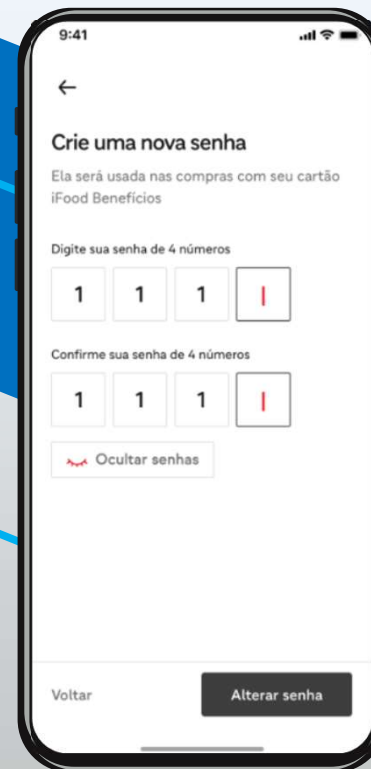 9:41
Crie uma nova senha
Ela será usada nas compras com seu cartão
iFood Benefícios
Digite sua senha de 4 números
1 1 1
Confirme sua senha de 4 números
1 1 1
Ocultar senhas
Voltar Alterar senha